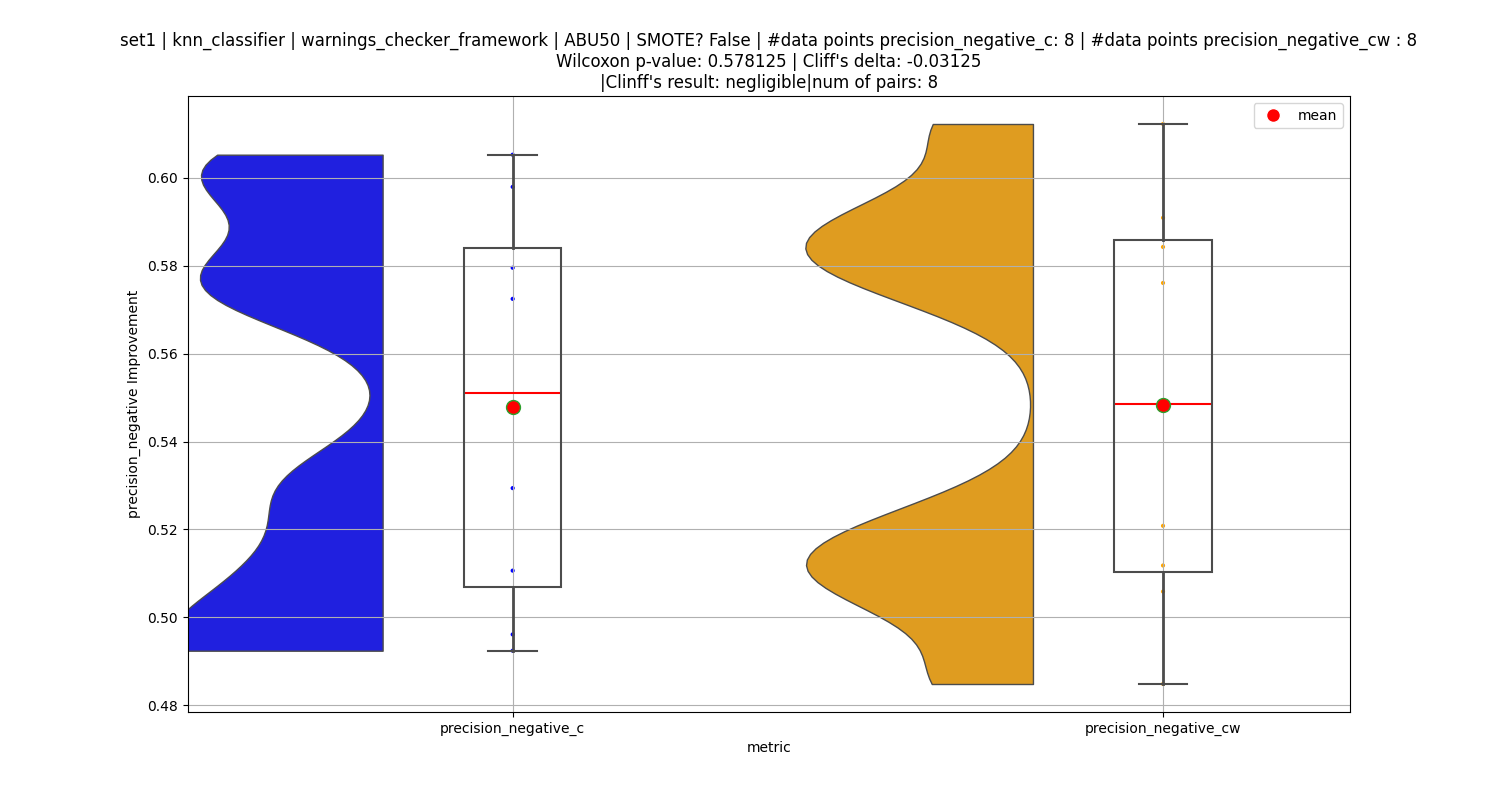 set1 | knn_classifier | warnings_checker_framework | ABU50 | SMOTE? False | #data points precision_negative_c: 8 | #data points precision_negative_cw : 8
Wilcoxon p-value: 0.578125 | Cliff's delta: -0.03125
|Clinff's result: negligible|num of pairs: 8
mean
0.60
0.58
0.56
0.54
0.52
0.50
0.48
precision_negative Improvement
precision_negative_c
precision_negative_cw
metric